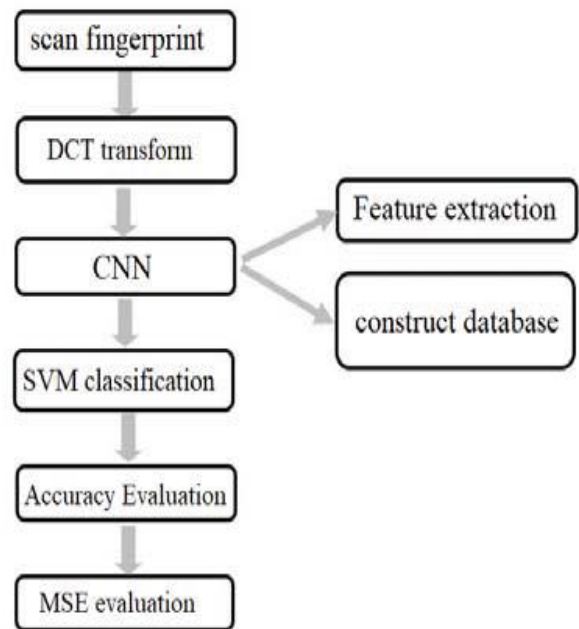 scan fingerprint
DCT transform
CNN
Feature extraction
construct database
SVM classification
Accuracy Evaluation
MSE evaluation